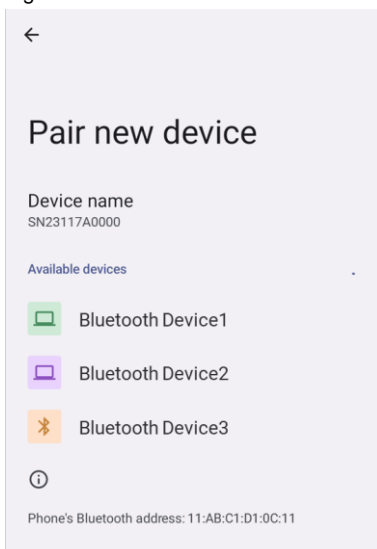 Pair new device
Device name
SN23117A0000
Available devices
Bluetooth Device1
Bluetooth Device2
Bluetooth Device3
Phone's Bluetooth address: 11:AB:C1:D1:0C:11